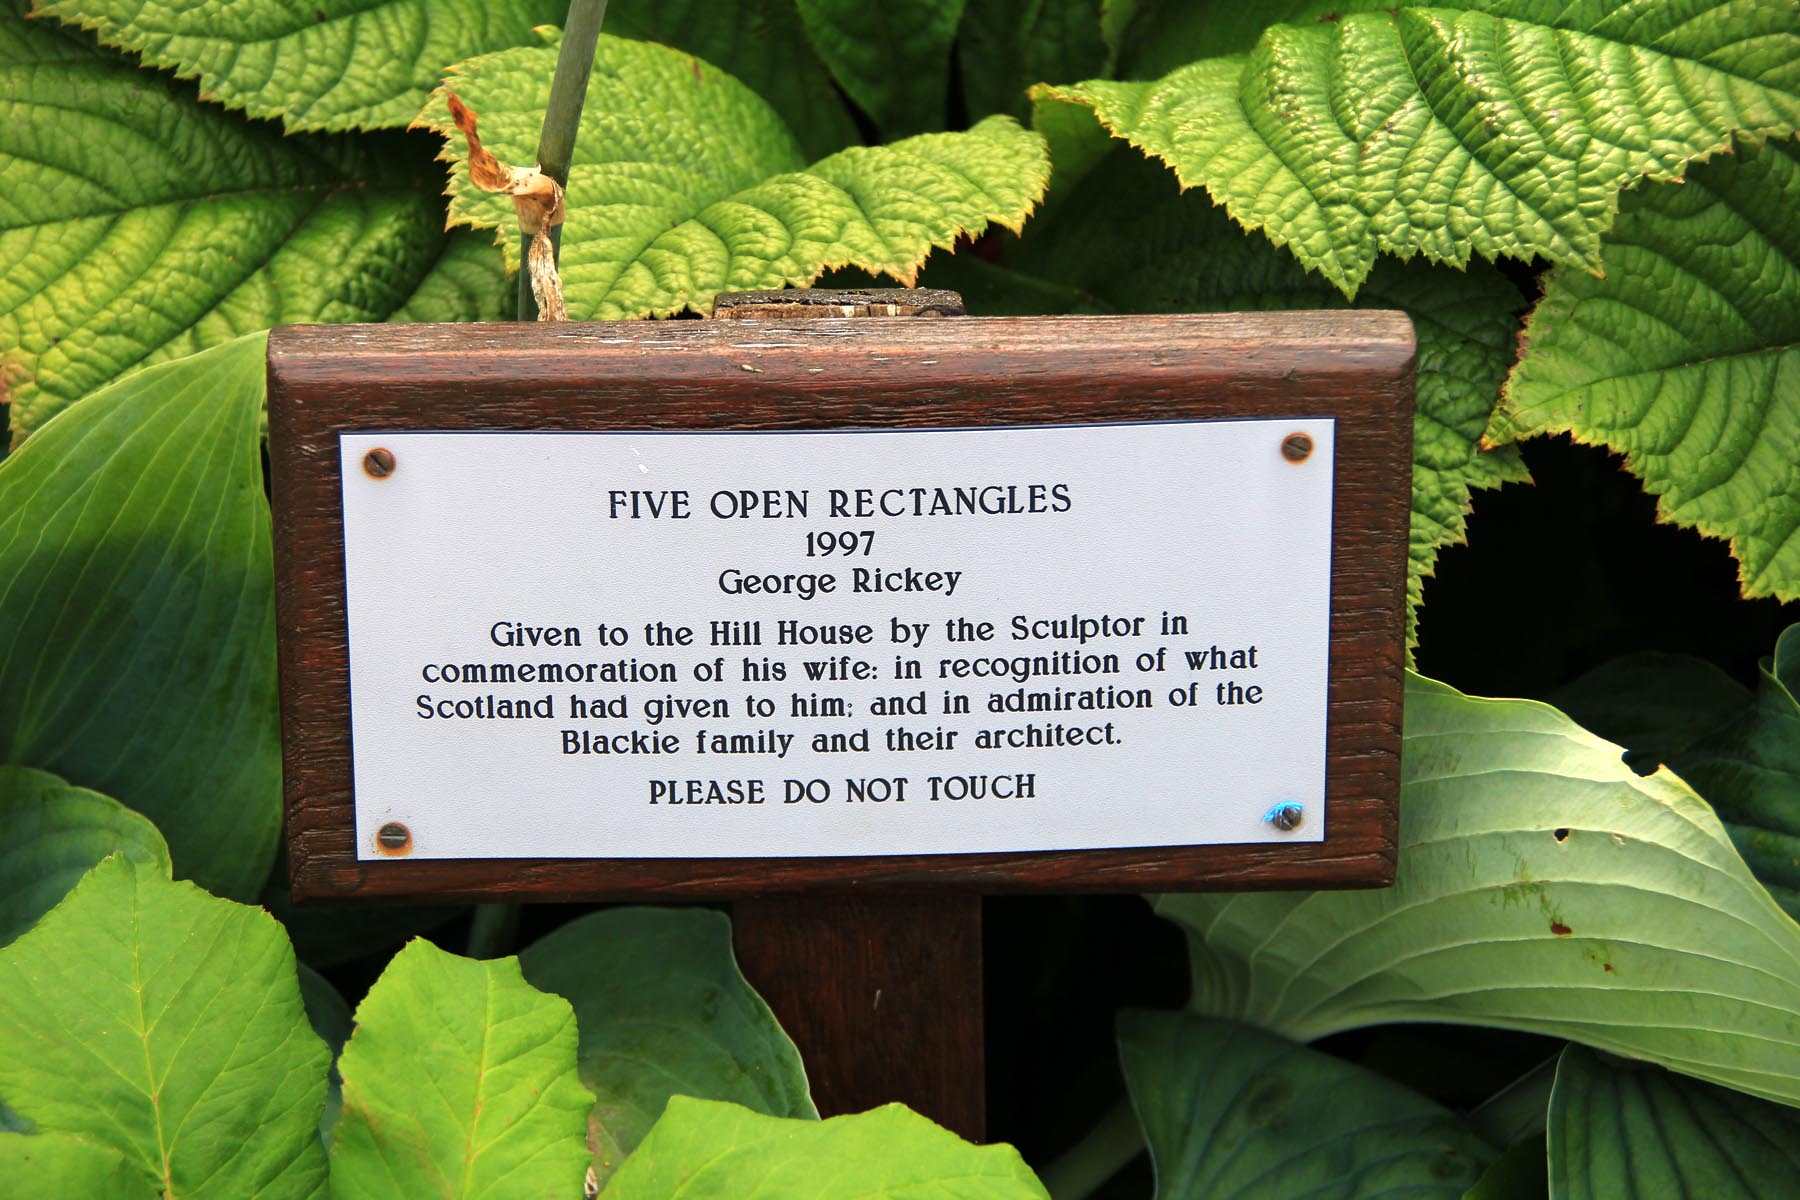 FIVE OPEN RECTANGLES
1997
George Rickey
Given to the Hill House by the Sculptor in
commemoration of his wife: in recognition of what
Scotland had given to him; and in admiration of the
Blackie family and their architect.
PLEASE DO NOT TOUCH